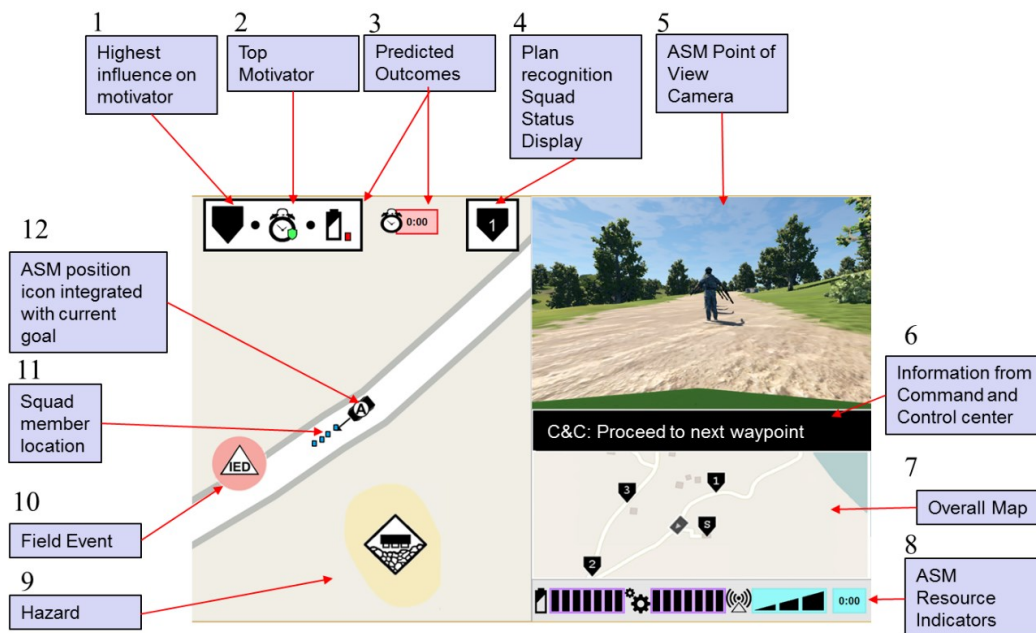 1
Highest
influence on
motivator
2
Top
Motivator
3
Predicted
Outcomes
4
Plan
recognition
Squad
Status
Display
5
ASM Point of
View
Camera
0:00
1
12
ASM position
icon integrated
with current
goal
A
11
Squad
member
location
IED
10
Field Event
9
Hazard
6
Information from
Command and
Control center
C&C: Proceed to next waypoint
3
1
S
2
7
Overall Map
8
ASM
Resource
Indicators
0:00